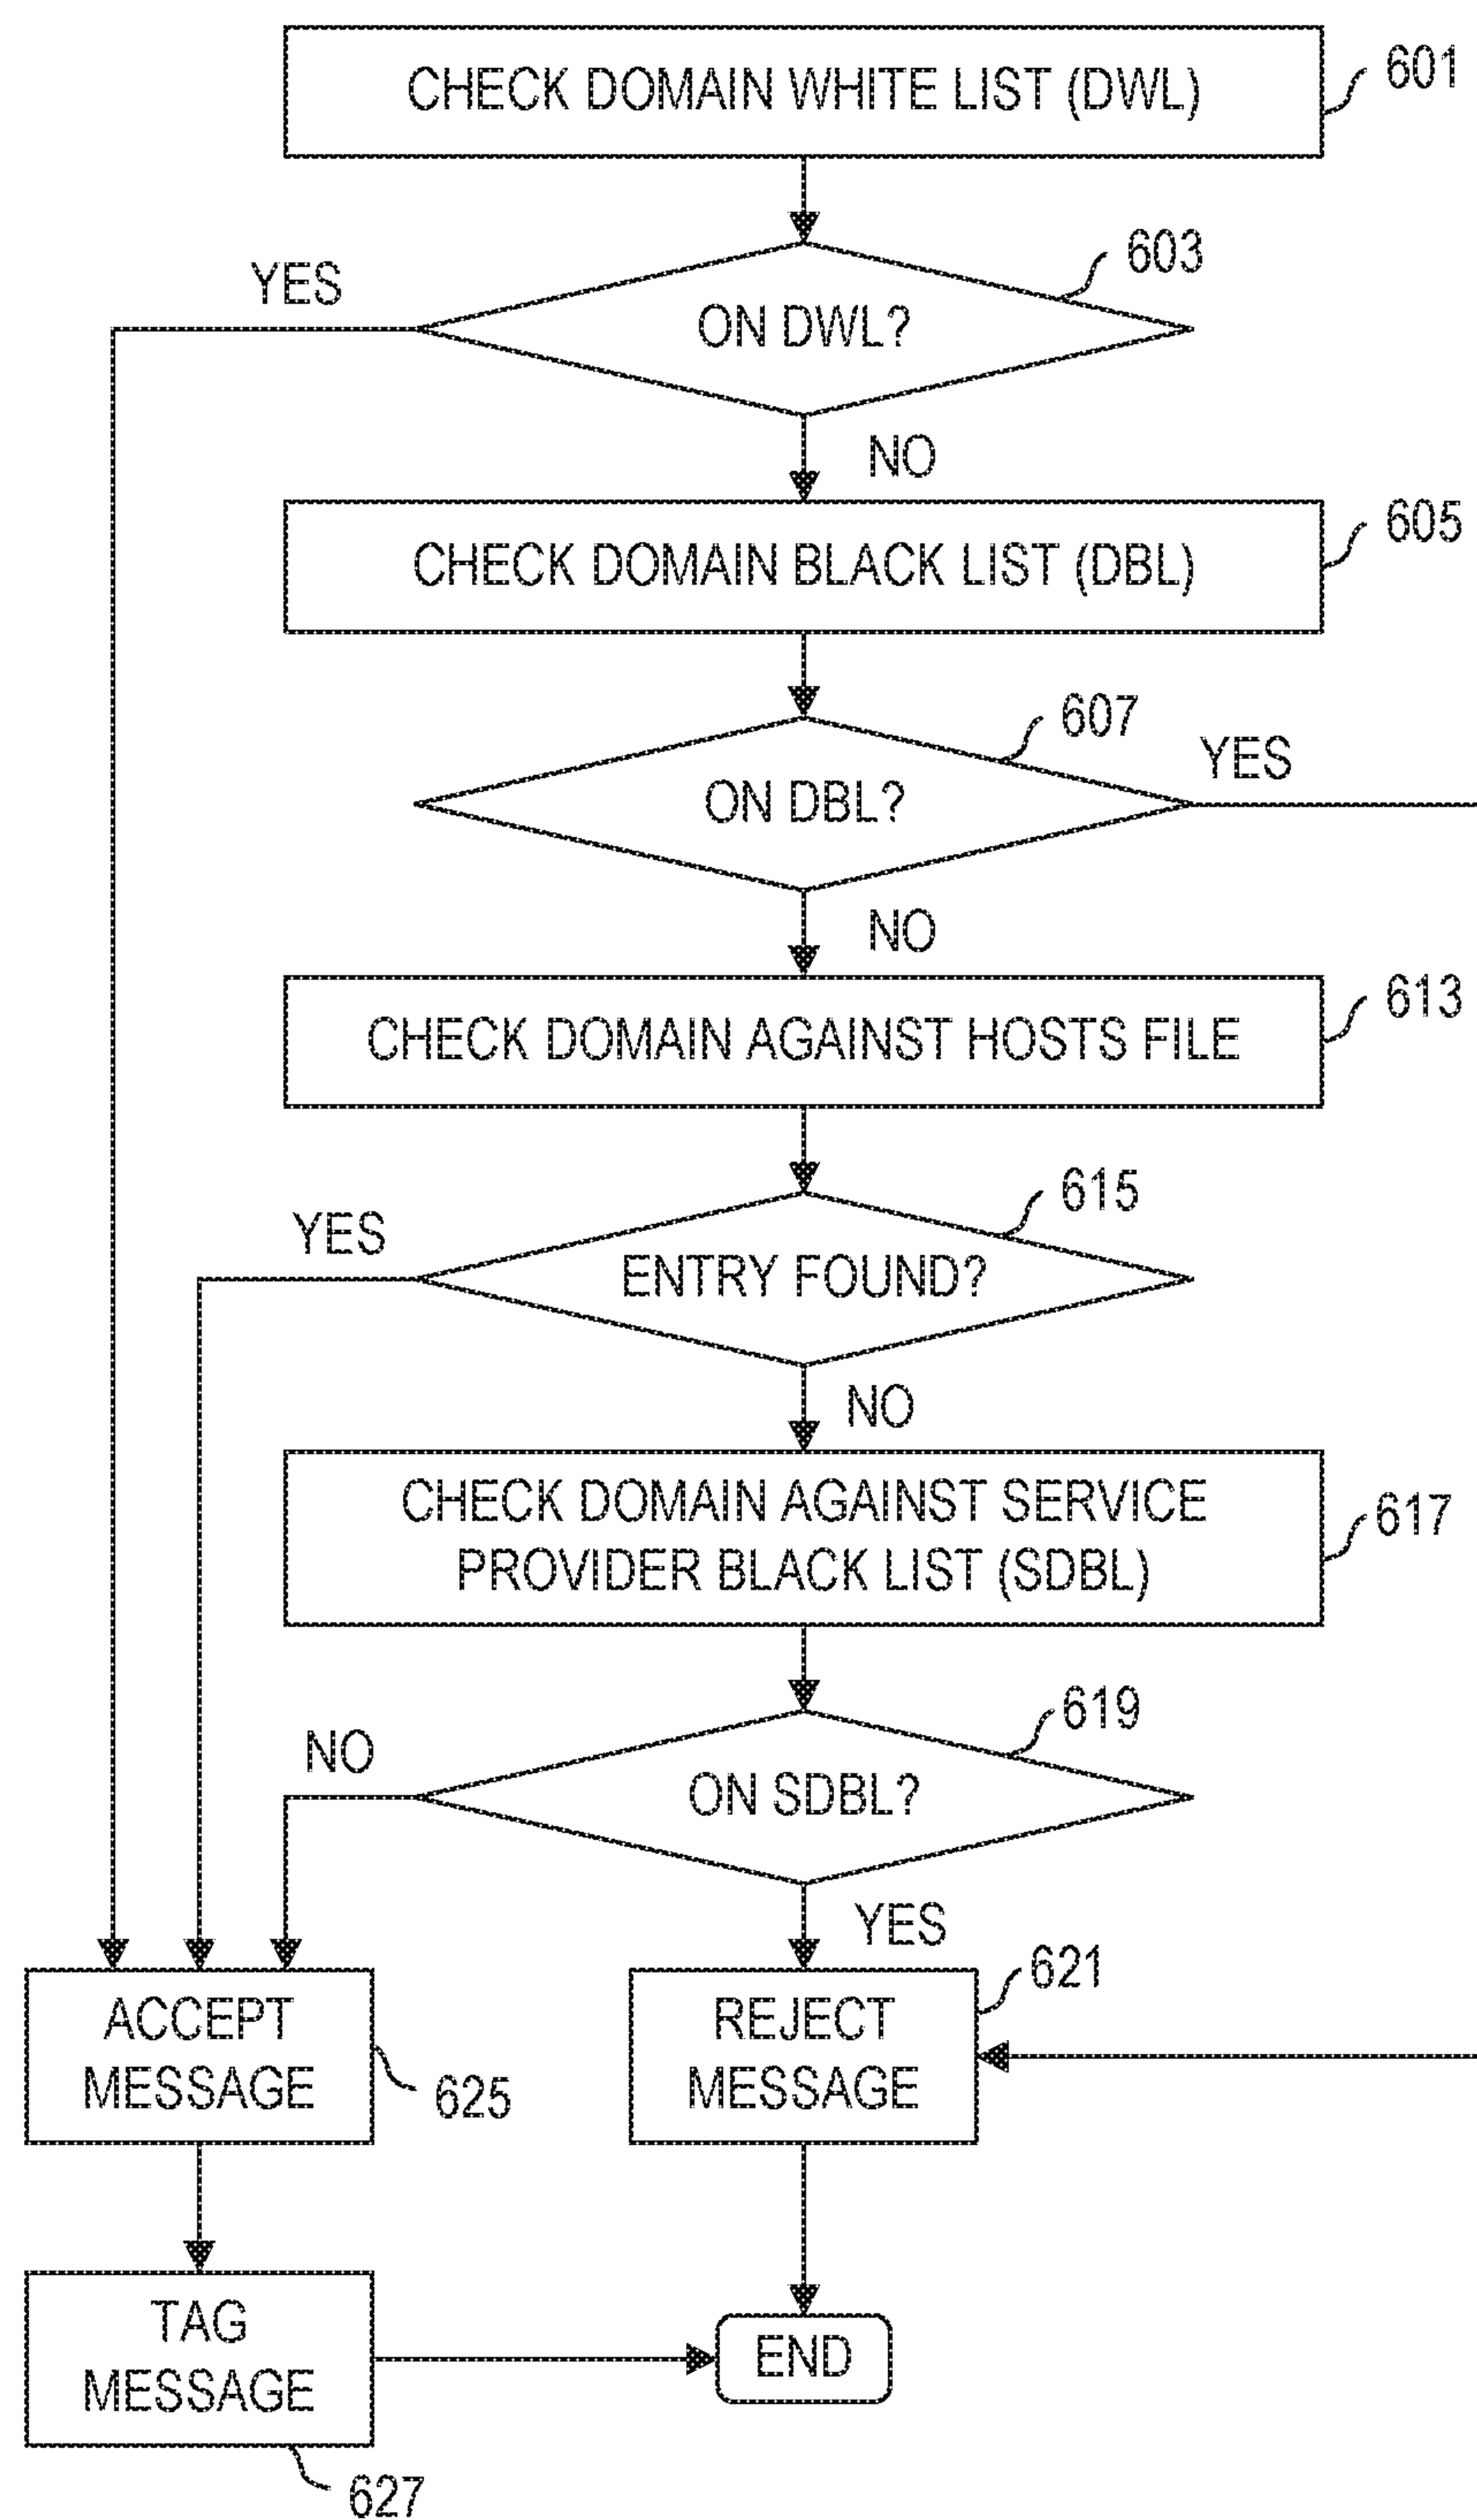 CHECK DOMAIN WHITE LIST (DWL)
601
603
YES
ON DWL?
NO
605
CHECK DOMAIN BLACK LIST (DBL)
607
YES
ON DBL?
NO
613
CHECK DOMAIN AGAINST HOSTS FILE
615
YES
ENTRY FOUND?
NO
CHECK DOMAIN AGAINST SERVICE
617
PROVIDER BLACK LIST (SDBL)
619
NO
ON SDBL?
YES
621
ACCEPT
MESSAGE
625
REJECT
MESSAGE
TAG
MESSAGE
627
END